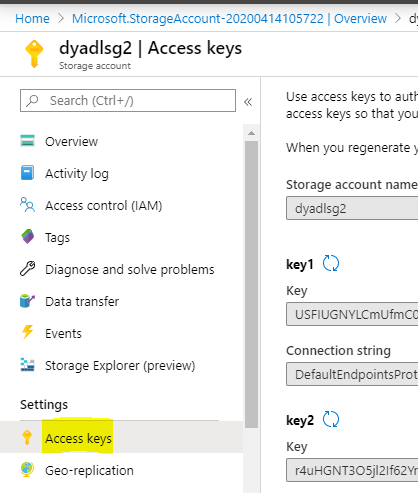 Home > Microsoft.StorageAccount-20200414105722 | Overview >
dyadlsg2 | Access keys
Storage account
Search (Ctrl+/)
Overview
Activity log
Access control (IAM)
Tags
Diagnose and solve problems
Data transfer
Events
Storage Explorer (preview)
Settings
Access keys
Geo-replication
Use access keys to auth
access keys so that you
When you regenerate y
Storage account name
dyadlsg2
key1
Key
USFIUGNYLCmUfmC0
Connection string
DefaultEndpointsProt
key2
Key
r4uHGNT3O5jl2If62Yr